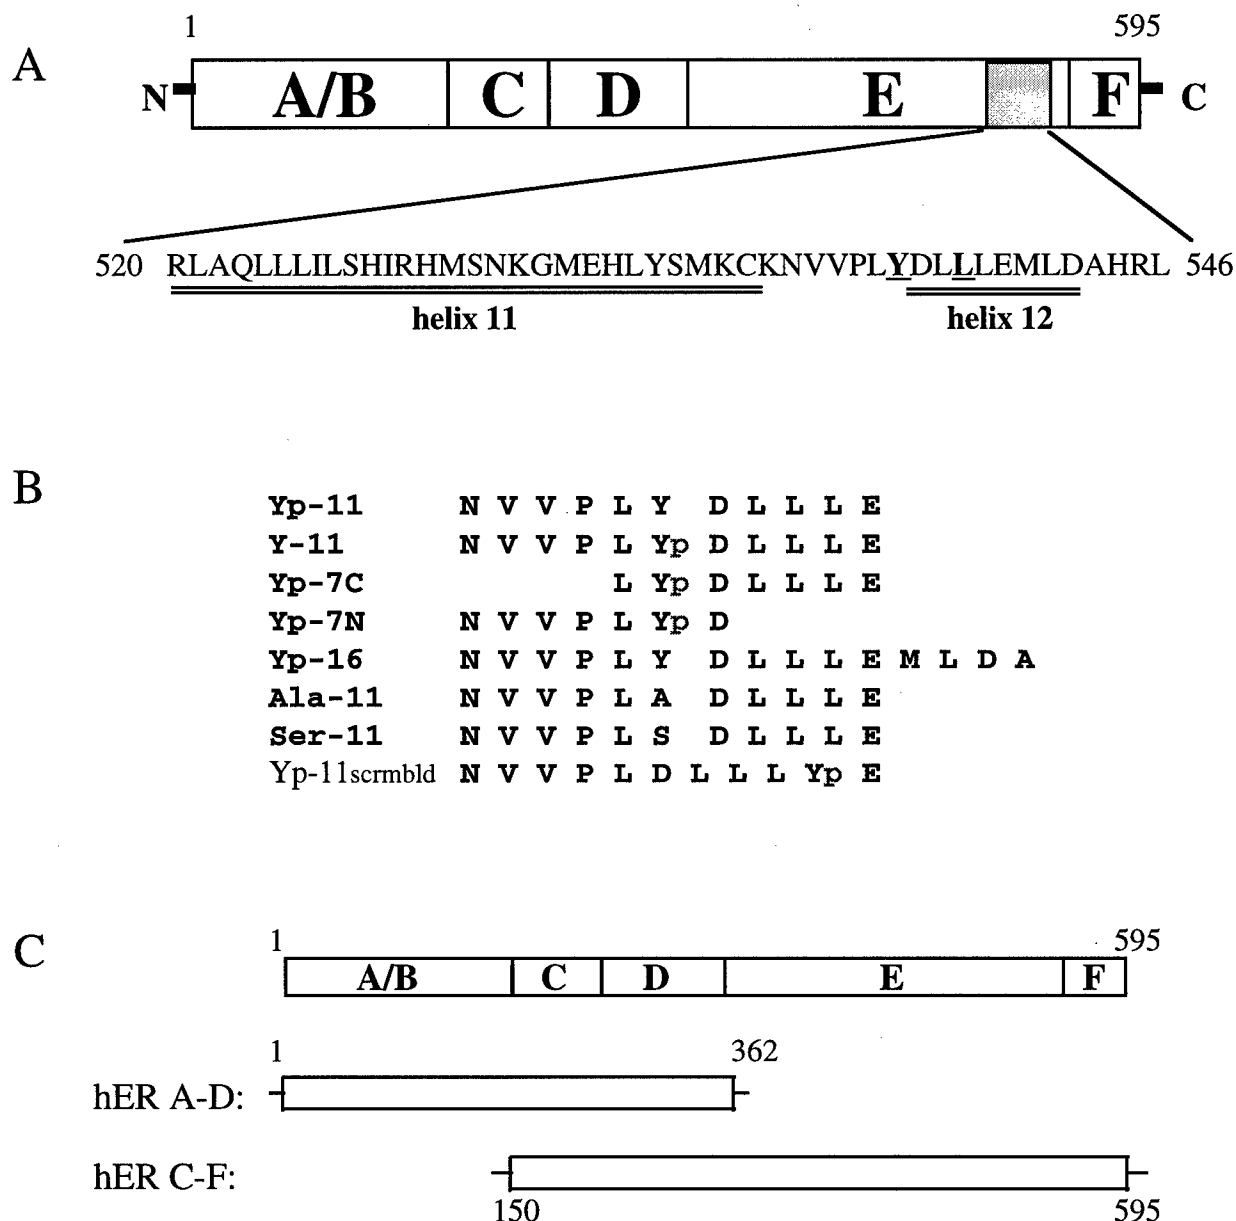 A
1 595
N A/B C D E F C
520 RLAQLLLILSHIRHMSNKGMEHLYSMKCKNVVPLYDLLLEMLDAHRL 546
helix 11 helix 12
B
Yp-11 N V V P L Y D L L L E
Y-11 N V V P L Yp D L L L E
Yp-7C L Yp D L L L E
Yp-7N N V V P L Yp D
Yp-16 N V V P L Y D L L L E M L D A
Ala-11 N V V P L A D L L L E
Ser-11 N V V P L S D L L L E
Yp-11scrmbld N V V P L D L L L Yp E
C
1 595
A/B C D E F
1 362
hER A-D:
hER C-F:
150 595